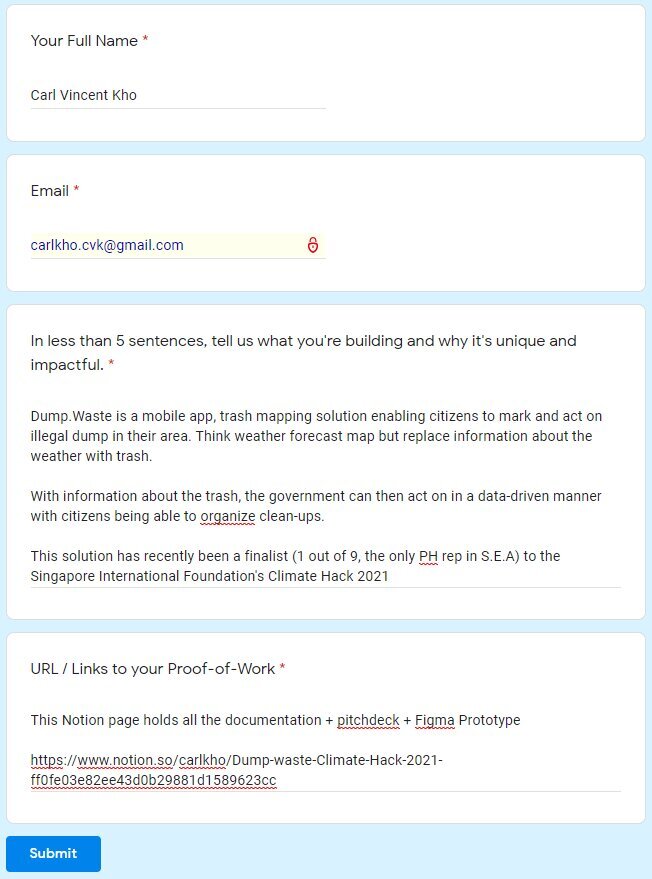 Your Full Name *
Carl Vincent Kho
Email *
carlkho.cvk@gmail.com
In less than 5 sentences, tell us what you're building and why it's unique and
impactful. *
Dump.Waste is a mobile app, trash mapping solution enabling citizens to mark and act on
illegal dump in their area. Think weather forecast map but replace information about the
weather with trash.
With information about the trash, the government can then act on in a data-driven manner
with citizens being able to organize clean-ups.
This solution has recently been a finalist (1 out of 9, the only PH rep in S.E.A) to the
Singapore International Foundation's Climate Hack 2021
URL / Links to your Proof-of-Work *
This Notion page holds all the documentation + pitchdeck + Figma Prototype
https://www.notion.so/carlkho/Dump-waste-Climate-Hack-2021-
ff0fe03e82ee43d0b29881d1589623cc
Submit